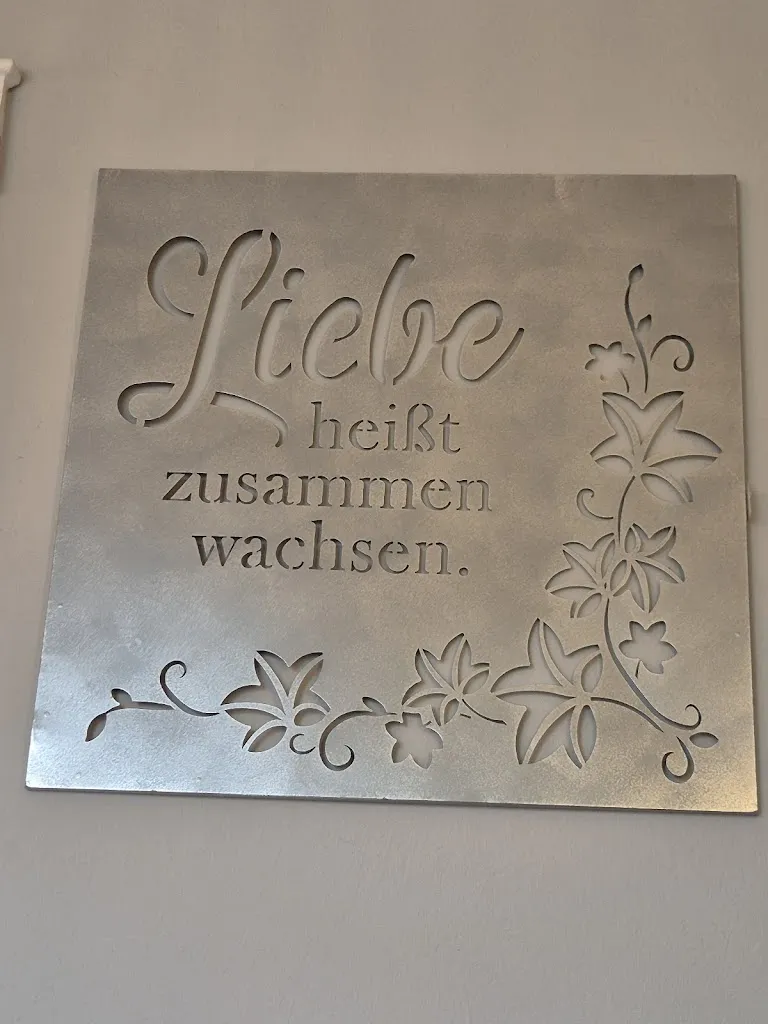 Liebe
heißt
zusammen
wachsen.